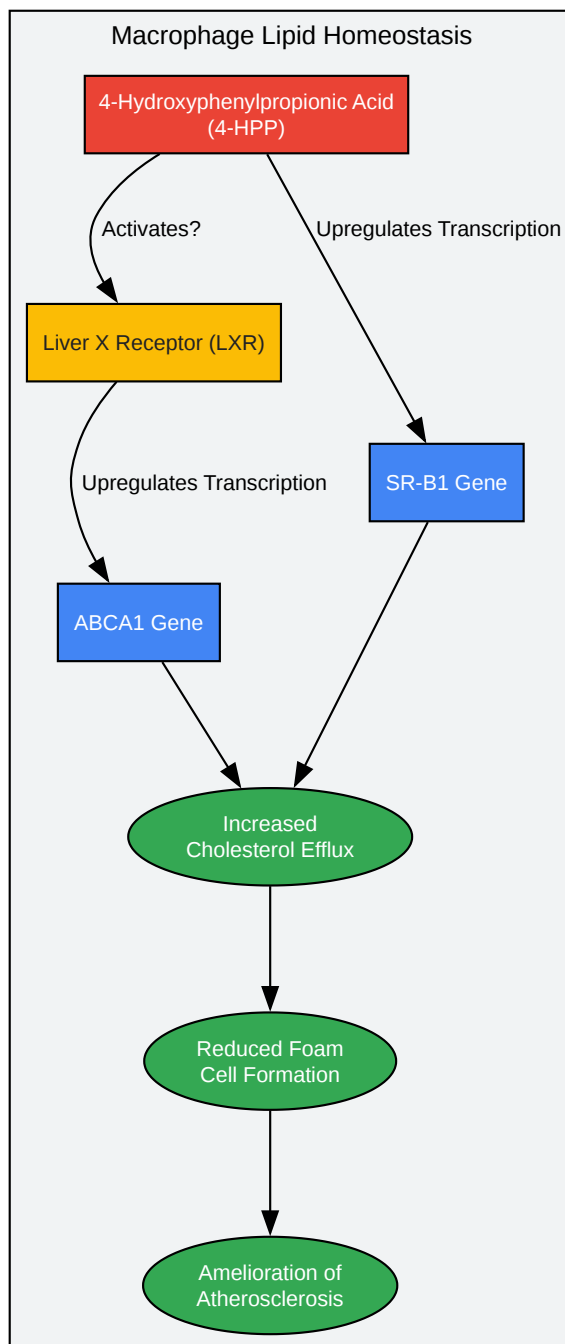 Macrophage Lipid Homeostasis
4-Hydroxyphenylpropionic Acid
(4-HPP)
Activates?
Upregulates Transcription
Liver X Receptor (LXR)
Upregulates Transcription
SR-B1 Gene
ABCA1 Gene
Increased
Cholesterol Efflux
Reduced Foam
Cell Formation
Amelioration of
Atherosclerosis